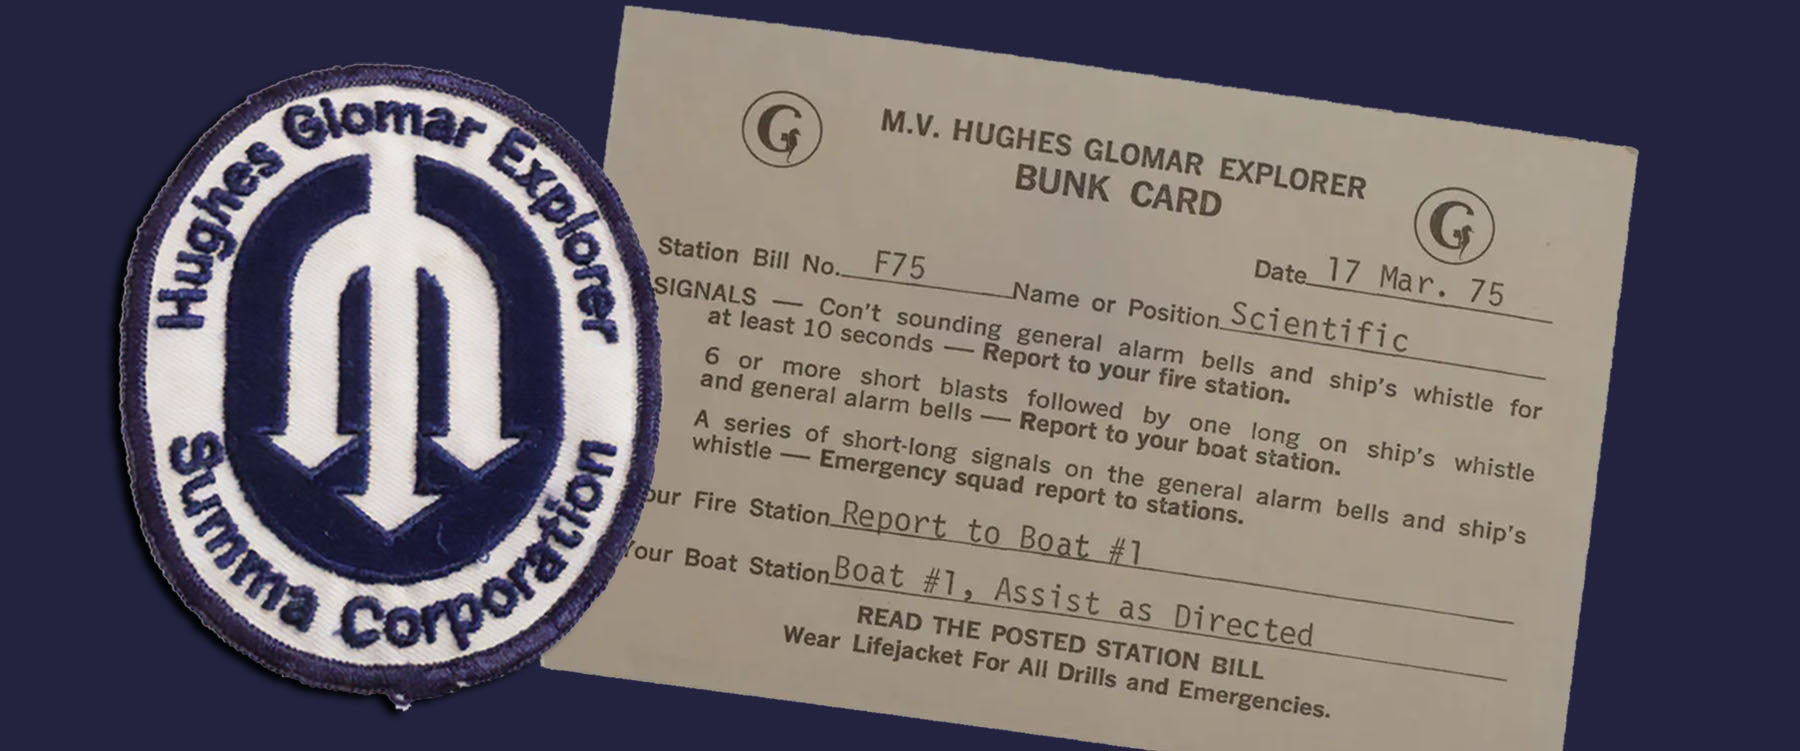 Hughes Glomar Explorer
Summa Corporation
G
M.V. HUGHES GLOMAR EXPLORER
BUNK CARD
G
Station Bill No. F75
Date 17 Mar. 75
Name or Position Scientific
SIGNALS — Con't sounding general alarm bells and ship's whistle for
at least 10 seconds — Report to your fire station.
6 or more short blasts followed by one long on ship's whistle
and general alarm bells — Report to your boat station.
A series of short-long signals on the general alarm bells and ship's
whistle — Emergency squad report to stations.
our Fire Station Report to Boat #1
Your Boat Station Boat #1, Assist as Directed
READ THE POSTED STATION BILL
Wear Lifejacket For All Drills and Emergencies.